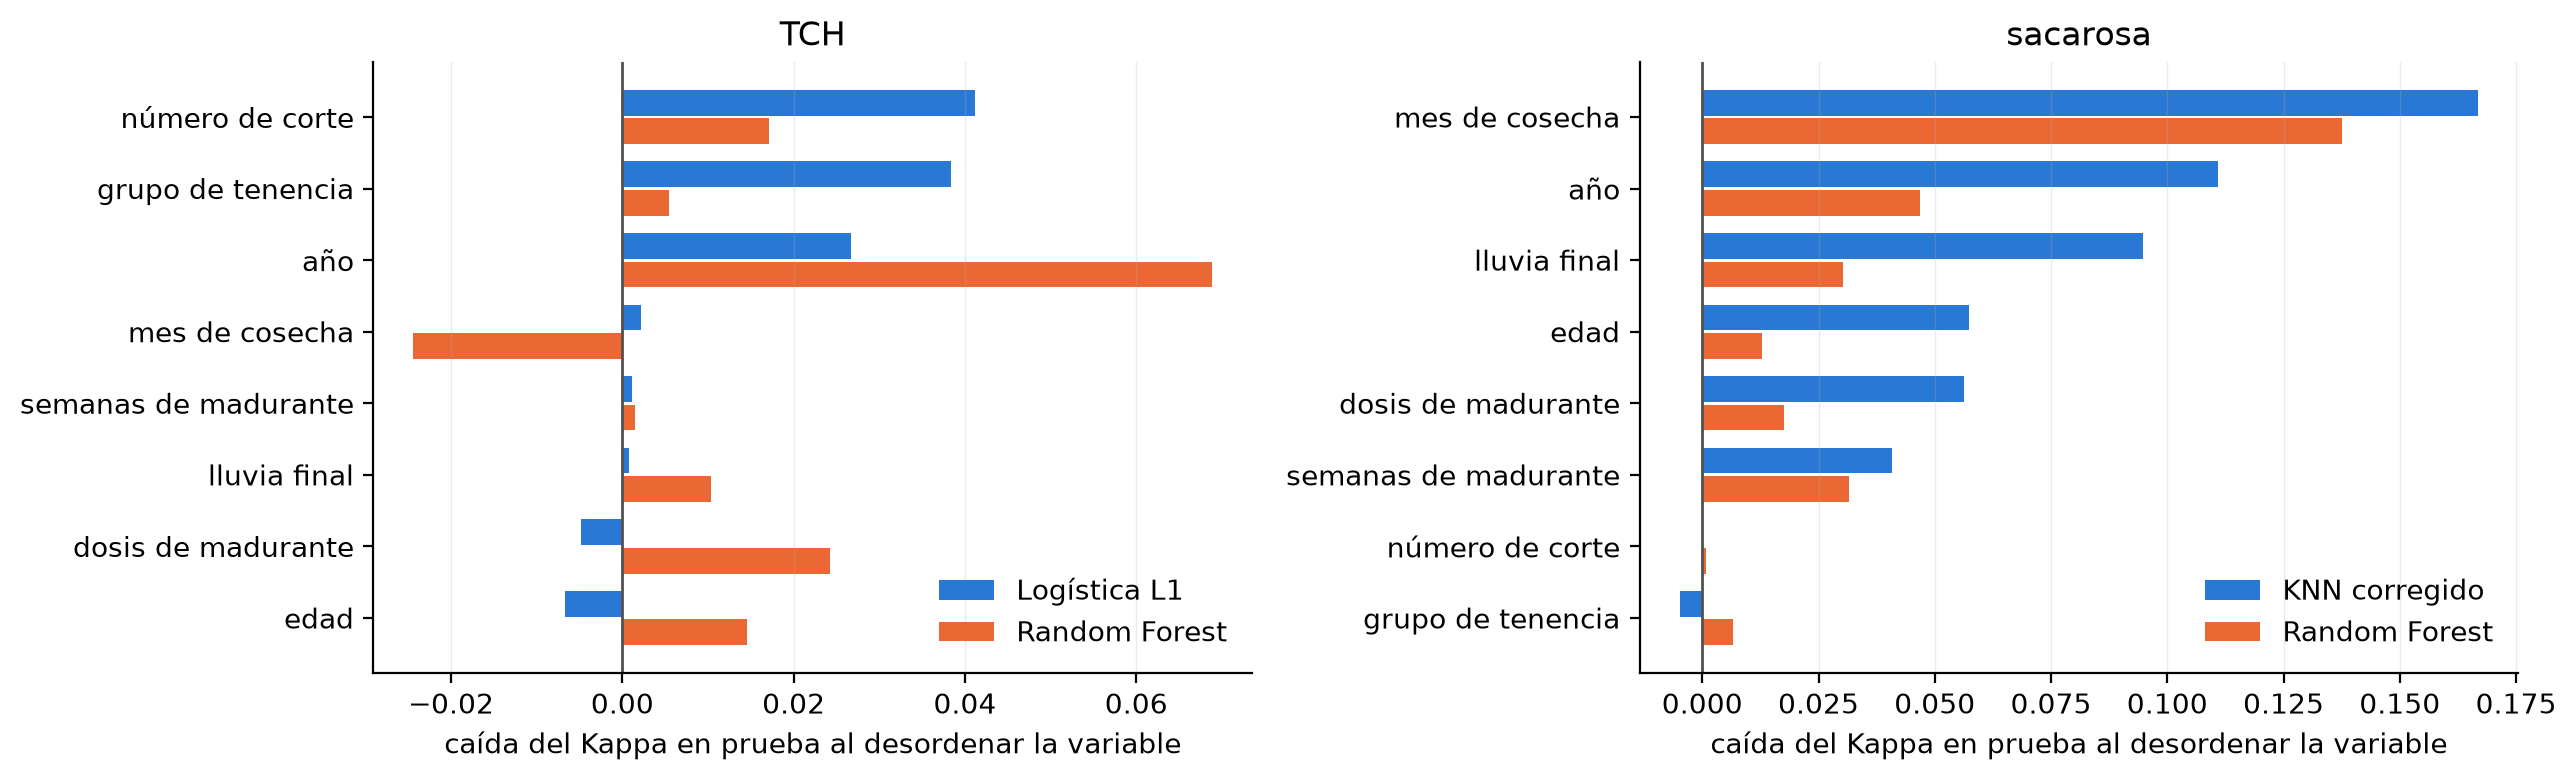 TCH
número de corte
grupo de tenencia
año
mes de cosecha
semanas de madurante
lluvia final
dosis de madurante
edad
Logística L1
Random Forest
−0.02 0.00 0.02 0.04 0.06
caída del Kappa en prueba al desordenar la variable
sacarosa
mes de cosecha
año
lluvia final
edad
dosis de madurante
semanas de madurante
número de corte
grupo de tenencia
KNN corregido
Random Forest
0.000 0.025 0.050 0.075 0.100 0.125 0.150 0.175
caída del Kappa en prueba al desordenar la variable